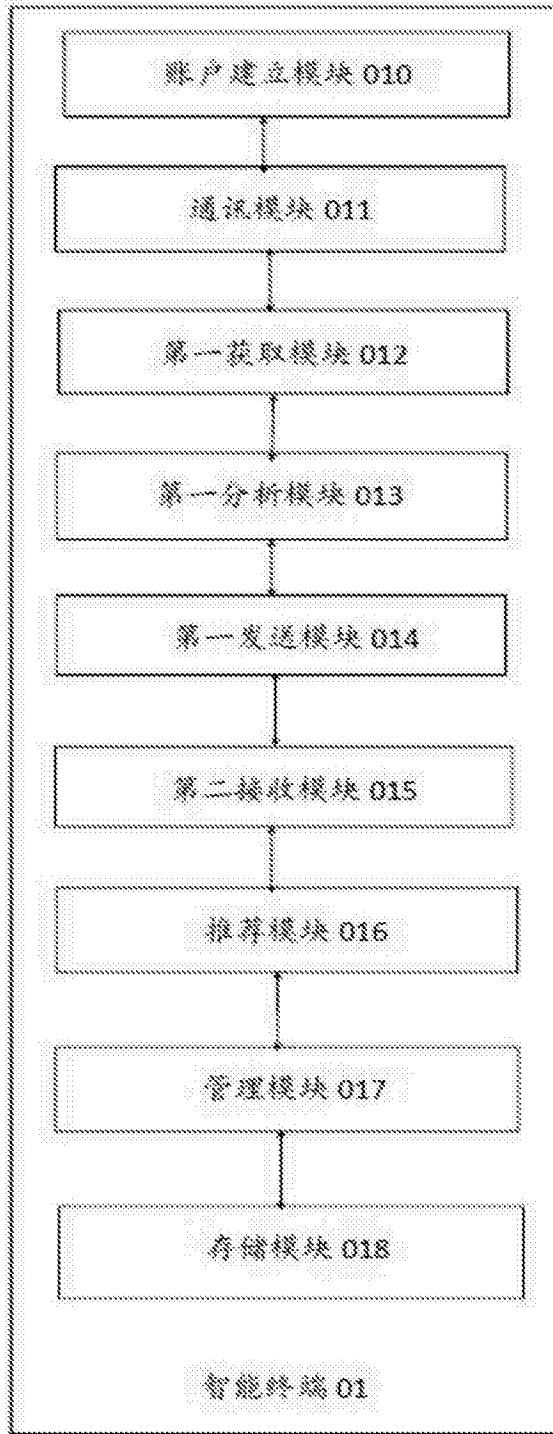 账户建立模块 010
通讯模块 011
第一获取模块 012
第一分析模块 013
第一发送模块 014
第二接收模块 015
推荐模块 016
管理模块 017
存储模块 018
智能终端 01